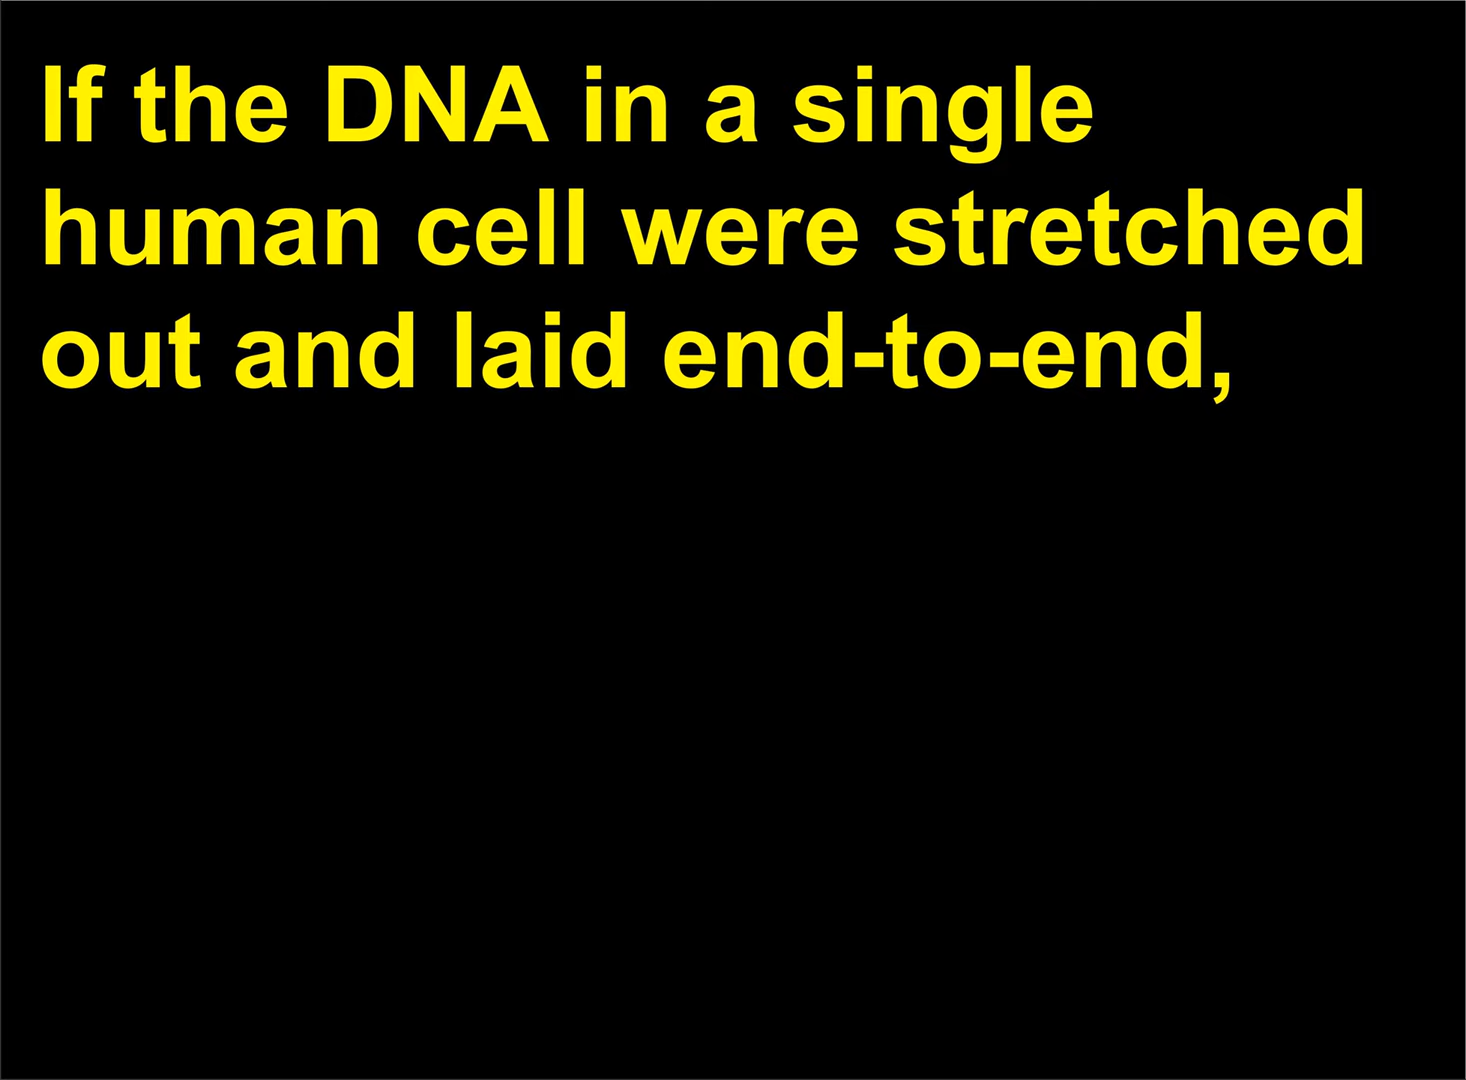 If the DNA in a single
human cell were stretched
out and laid end-to-end,